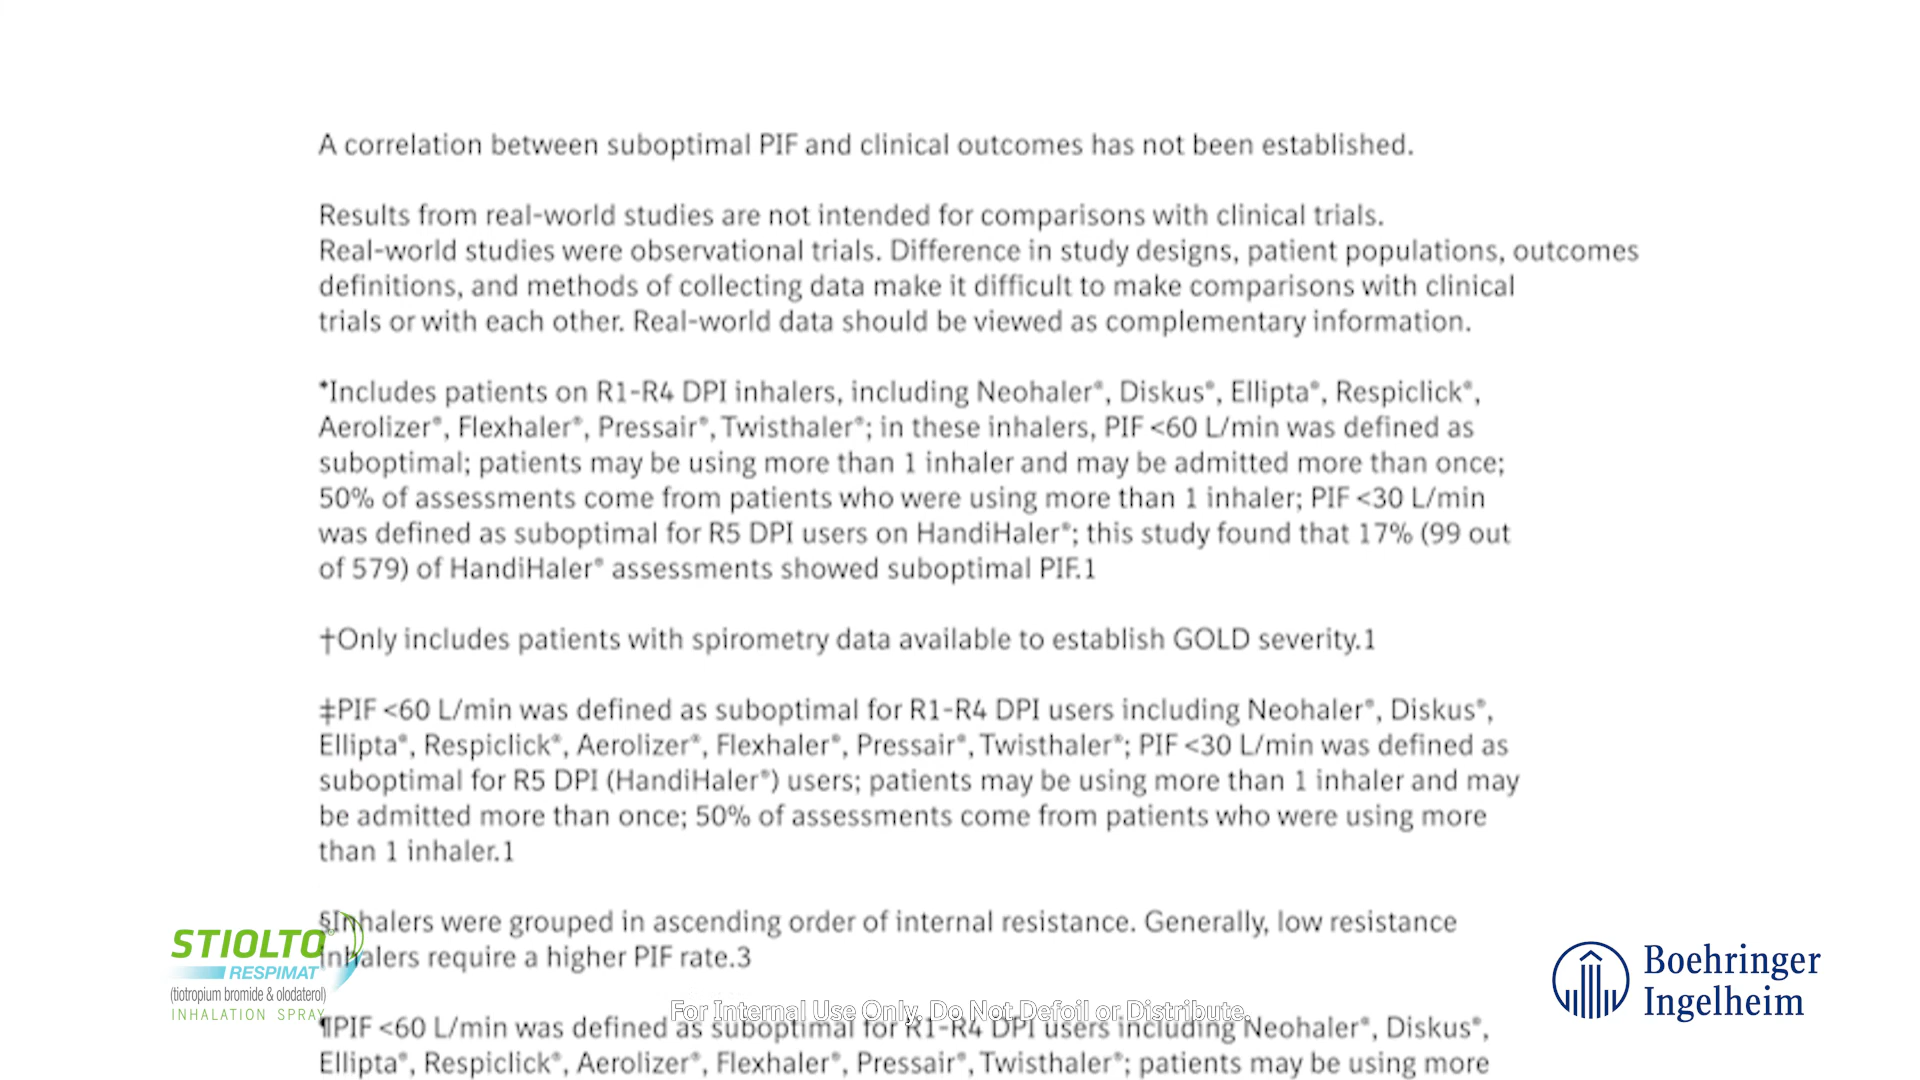 A correlation between suboptimal PIF and clinical outcomes has not been established.
Results from real-world studies are not intended for comparisons with clinical trials.
Real-world studies were observational trials. Difference in study designs, patient populations, outcomes
definitions, and methods of collecting data make it difficult to make comparisons with clinical
trials or with each other. Real-world data should be viewed as complementary information.
*Includes patients on R1-R4 DPI inhalers, including Neohaler®, Diskus®, Ellipta®, Respiclick®,
Aerolizer®, Flexhaler®, Pressair®, Twisthaler®; in these inhalers, PIF <60 L/min was defined as
suboptimal; patients may be using more than 1 inhaler and may be admitted more than once;
50% of assessments come from patients who were using more than 1 inhaler; PIF <30 L/min
was defined as suboptimal for R5 DPI users on HandiHaler®; this study found that 17% (99 out
of 579) of HandiHaler® assessments showed suboptimal PIF.1
†Only includes patients with spirometry data available to establish GOLD severity.1
‡PIF <60 L/min was defined as suboptimal for R1-R4 DPI users including Neohaler®, Diskus®,
Ellipta®, Respiclick®, Aerolizer®, Flexhaler®, Pressair®, Twisthaler®; PIF <30 L/min was defined as
suboptimal for R5 DPI (HandiHaler®) users; patients may be using more than 1 inhaler and may
be admitted more than once; 50% of assessments come from patients who were using more
than 1 inhaler.1
§Inhalers were grouped in ascending order of internal resistance. Generally, low resistance
inhalers require a higher PIF rate.3
¶PIF <60 L/min was defined as suboptimal for R1-R4 DPI users including Neohaler®, Diskus®,
Ellipta®, Respiclick®, Aerolizer®, Flexhaler®, Pressair®, Twisthaler®; patients may be using more
STIOLTO®
RESPIMAT
(tiotropium bromide & olodaterol)
INHALATION SPRAY
For Internal Use Only. Do Not Defoil or Distribute.
Boehringer
Ingelheim